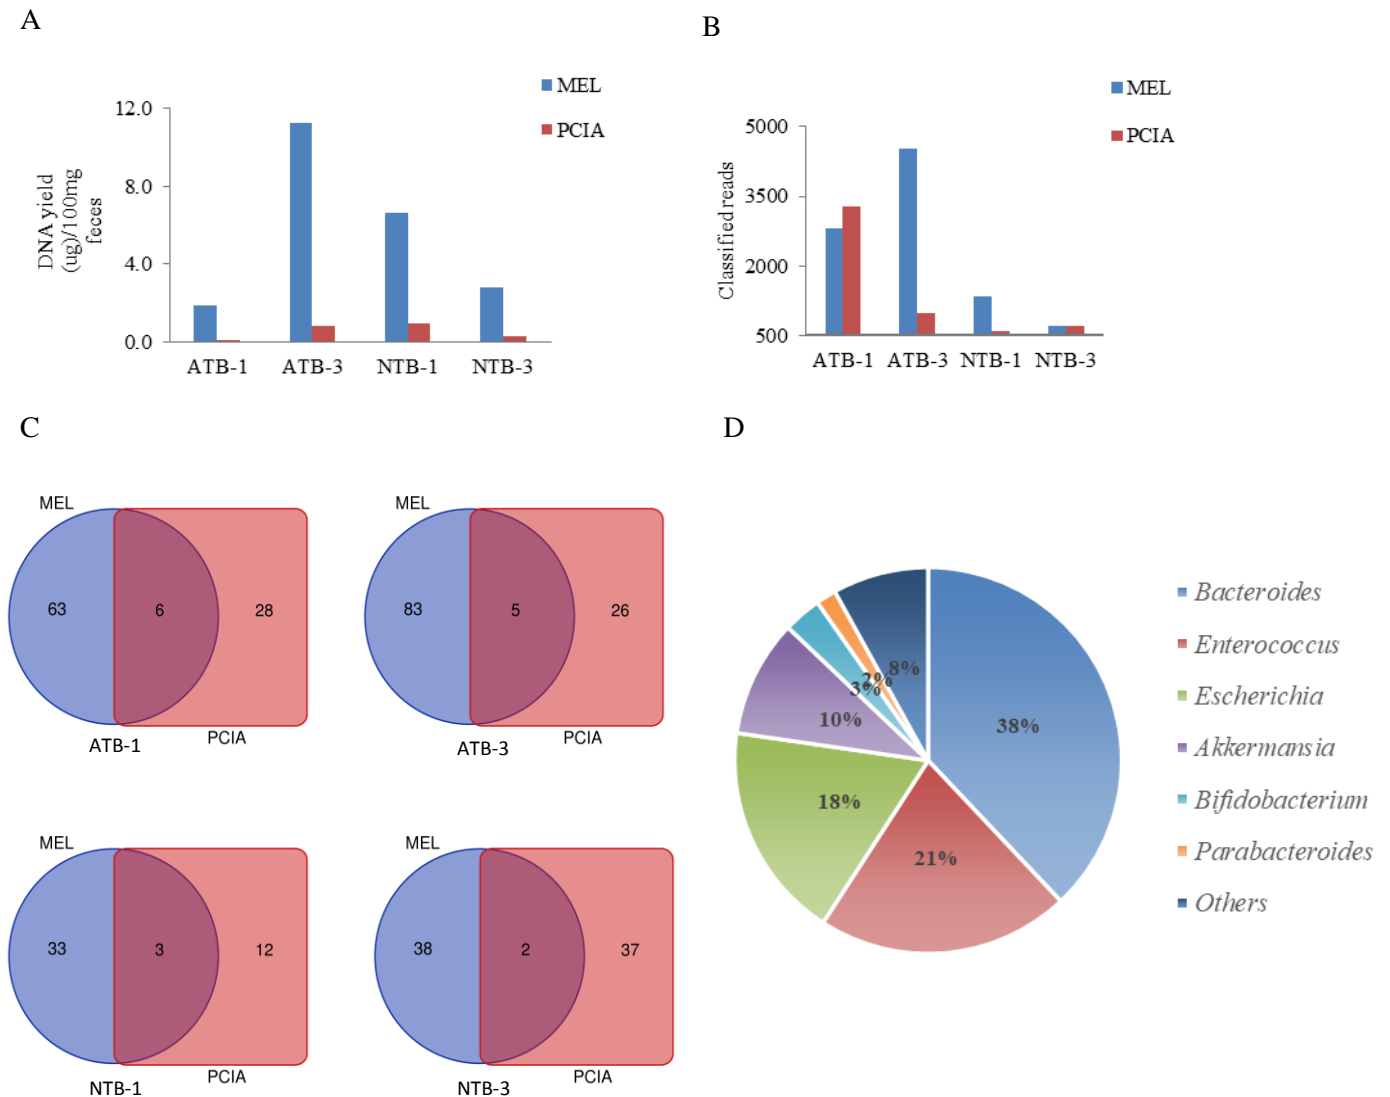 A
MEL
PCIA
12.0
8.0
4.0
0.0
DNA yield
(ug)/100mg
feces
ATB-1 ATB-3 NTB-1 NTB-3
B
MEL
PCIA
5000
3500
2000
500
Classified reads
ATB-1 ATB-3 NTB-1 NTB-3
C
MEL
63 6 28
ATB-1
PCIA
MEL
83 5 26
ATB-3
PCIA
MEL
33 3 12
NTB-1
PCIA
MEL
38 2 37
NTB-3
PCIA
D
38%
21%
18%
10%
3%
2%
8%
Bacteroides
Enterococcus
Escherichia
Akkermansia
Bifidobacterium
Parabacteroides
Others